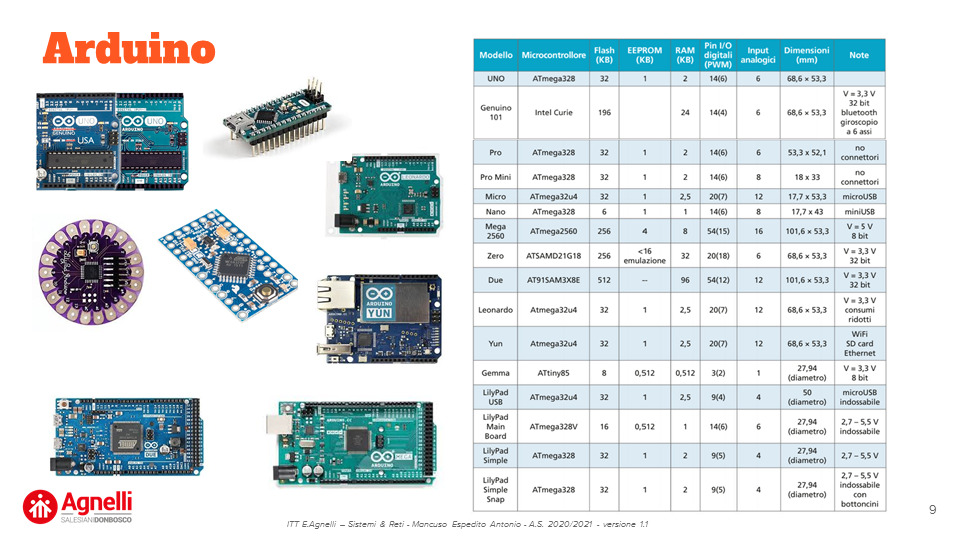 Arduino
ARDUINO
GENUINO
UNO
USA
UNO
ARDUINO
LEONARDO
ARDUINO
YÚN
DUE
ARDUINO
MEGA
ARDUINO
Modello Microcontrollore Flash (KB) EEPROM (KB) RAM (KB) Pin I/O digitali (PWM) Input analogici Dimensioni (mm) Note
UNO ATmega328 32 1 2 14(6) 6 68,6 × 53,3
Genuino 101 Intel Curie 196 24 14(4) 6 68,6 × 53,3 V = 3,3 V 32 bit bluetooth giroscopio a 6 assi
Pro ATmega328 32 1 2 14(6) 6 53,3 x 52,1 no connettori
Pro Mini ATmega328 32 1 2 14(6) 8 18 x 33 no connettori
Micro ATmega32u4 32 1 2,5 20(7) 12 17,7 x 53,3 microUSB
Nano ATmega328 6 1 1 14(6) 8 17,7 x 43 miniUSB
Mega 2560 ATmega2560 256 4 8 54(15) 16 101,6 × 53,3 V = 5 V 8 bit
Zero ATSAMD21G18 256 <16 emulazione 32 20(18) 6 68,6 × 53,3 V = 3,3 V 32 bit
Due AT91SAM3X8E 512 -- 96 54(12) 12 101,6 × 53,3 V = 3,3 V 32 bit
Leonardo Atmega32u4 32 1 2,5 20(7) 12 68,6 × 53,3 V = 3,3 V consumi ridotti
Yun Atmega32u4 32 1 2,5 20(7) 12 68,6 × 53,3 WiFi SD card Ethernet
Gemma ATtiny85 8 0,512 0,512 3(2) 1 27,94 (diametro) V = 3,3 V 8 bit
LilyPad USB ATmega32u4 32 1 2,5 9(4) 4 50 (diametro) microUSB indossabile
LilyPad Main Board ATmega328V 16 0,512 1 14(6) 6 27,94 (diametro) 2,7 – 5,5 V indossabile
LilyPad Simple ATmega328 32 1 2 9(5) 4 27,94 (diametro) 2,7 – 5,5 V
LilyPad Simple Snap ATmega328 32 1 2 9(5) 4 27,94 (diametro) 2,7 – 5,5 V indossabile con bottoncini
Agnelli
SALESIANIDONBOSCO
ITT E.Agnelli – Sistemi & Reti - Mancuso Espedito Antonio - A.S. 2020/2021 - versione 1.1
9